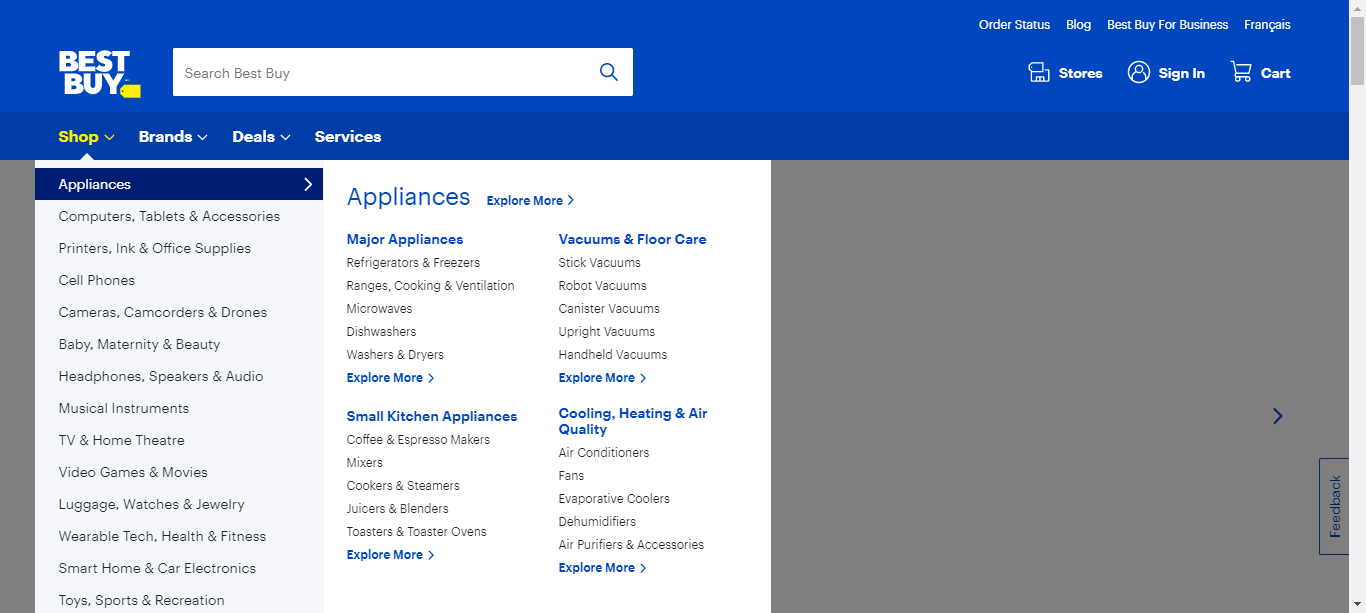 Order Status Blog Best Buy For Business Français
BEST
BUY
Search Best Buy
Stores Sign In Cart
Shop Brands Deals Services
Appliances
Computers, Tablets & Accessories
Printers, Ink & Office Supplies
Cell Phones
Cameras, Camcorders & Drones
Baby, Maternity & Beauty
Headphones, Speakers & Audio
Musical Instruments
TV & Home Theatre
Video Games & Movies
Luggage, Watches & Jewelry
Wearable Tech, Health & Fitness
Smart Home & Car Electronics
Toys, Sports & Recreation
Appliances Explore More
Major Appliances
Refrigerators & Freezers
Ranges, Cooking & Ventilation
Microwaves
Dishwashers
Washers & Dryers
Explore More
Small Kitchen Appliances
Coffee & Espresso Makers
Mixers
Cookers & Steamers
Juicers & Blenders
Toasters & Toaster Ovens
Explore More
Vacuums & Floor Care
Stick Vacuums
Robot Vacuums
Canister Vacuums
Upright Vacuums
Handheld Vacuums
Explore More
Cooling, Heating & Air
Quality
Air Conditioners
Fans
Evaporative Coolers
Dehumidifiers
Air Purifiers & Accessories
Explore More
Feedback